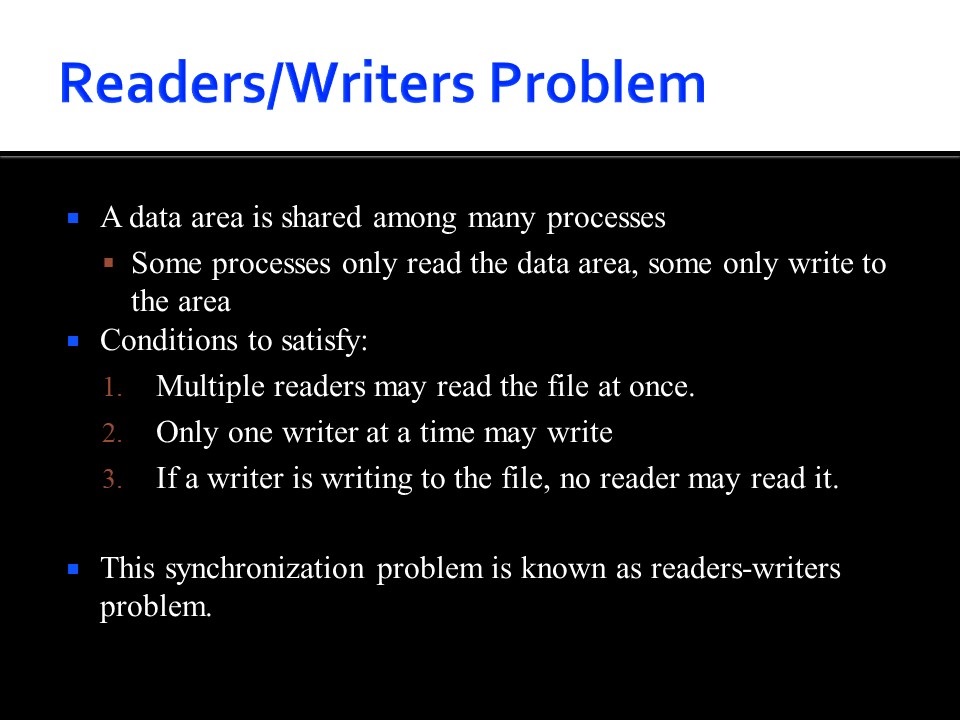 Readers/Writers Problem
A data area is shared among many processes
Some processes only read the data area, some only write to
the area
Conditions to satisfy:
1. Multiple readers may read the file at once.
2. Only one writer at a time may write
3. If a writer is writing to the file, no reader may read it.
This synchronization problem is known as readers-writers
problem.